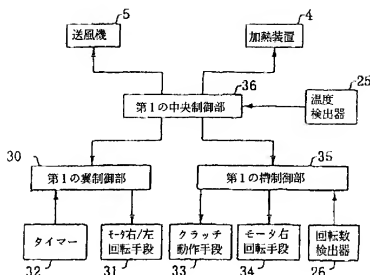 5
送風機
4
加熱装置
36
第1の中央制御部
25
温度
検出器
30
第1の翼制御部
35
第1の槽制御部
タイマー
32
モータ右/左
回転手段
31
クラッチ
動作手段
33
モータ右
回転手段
34
回転数
検出器
26